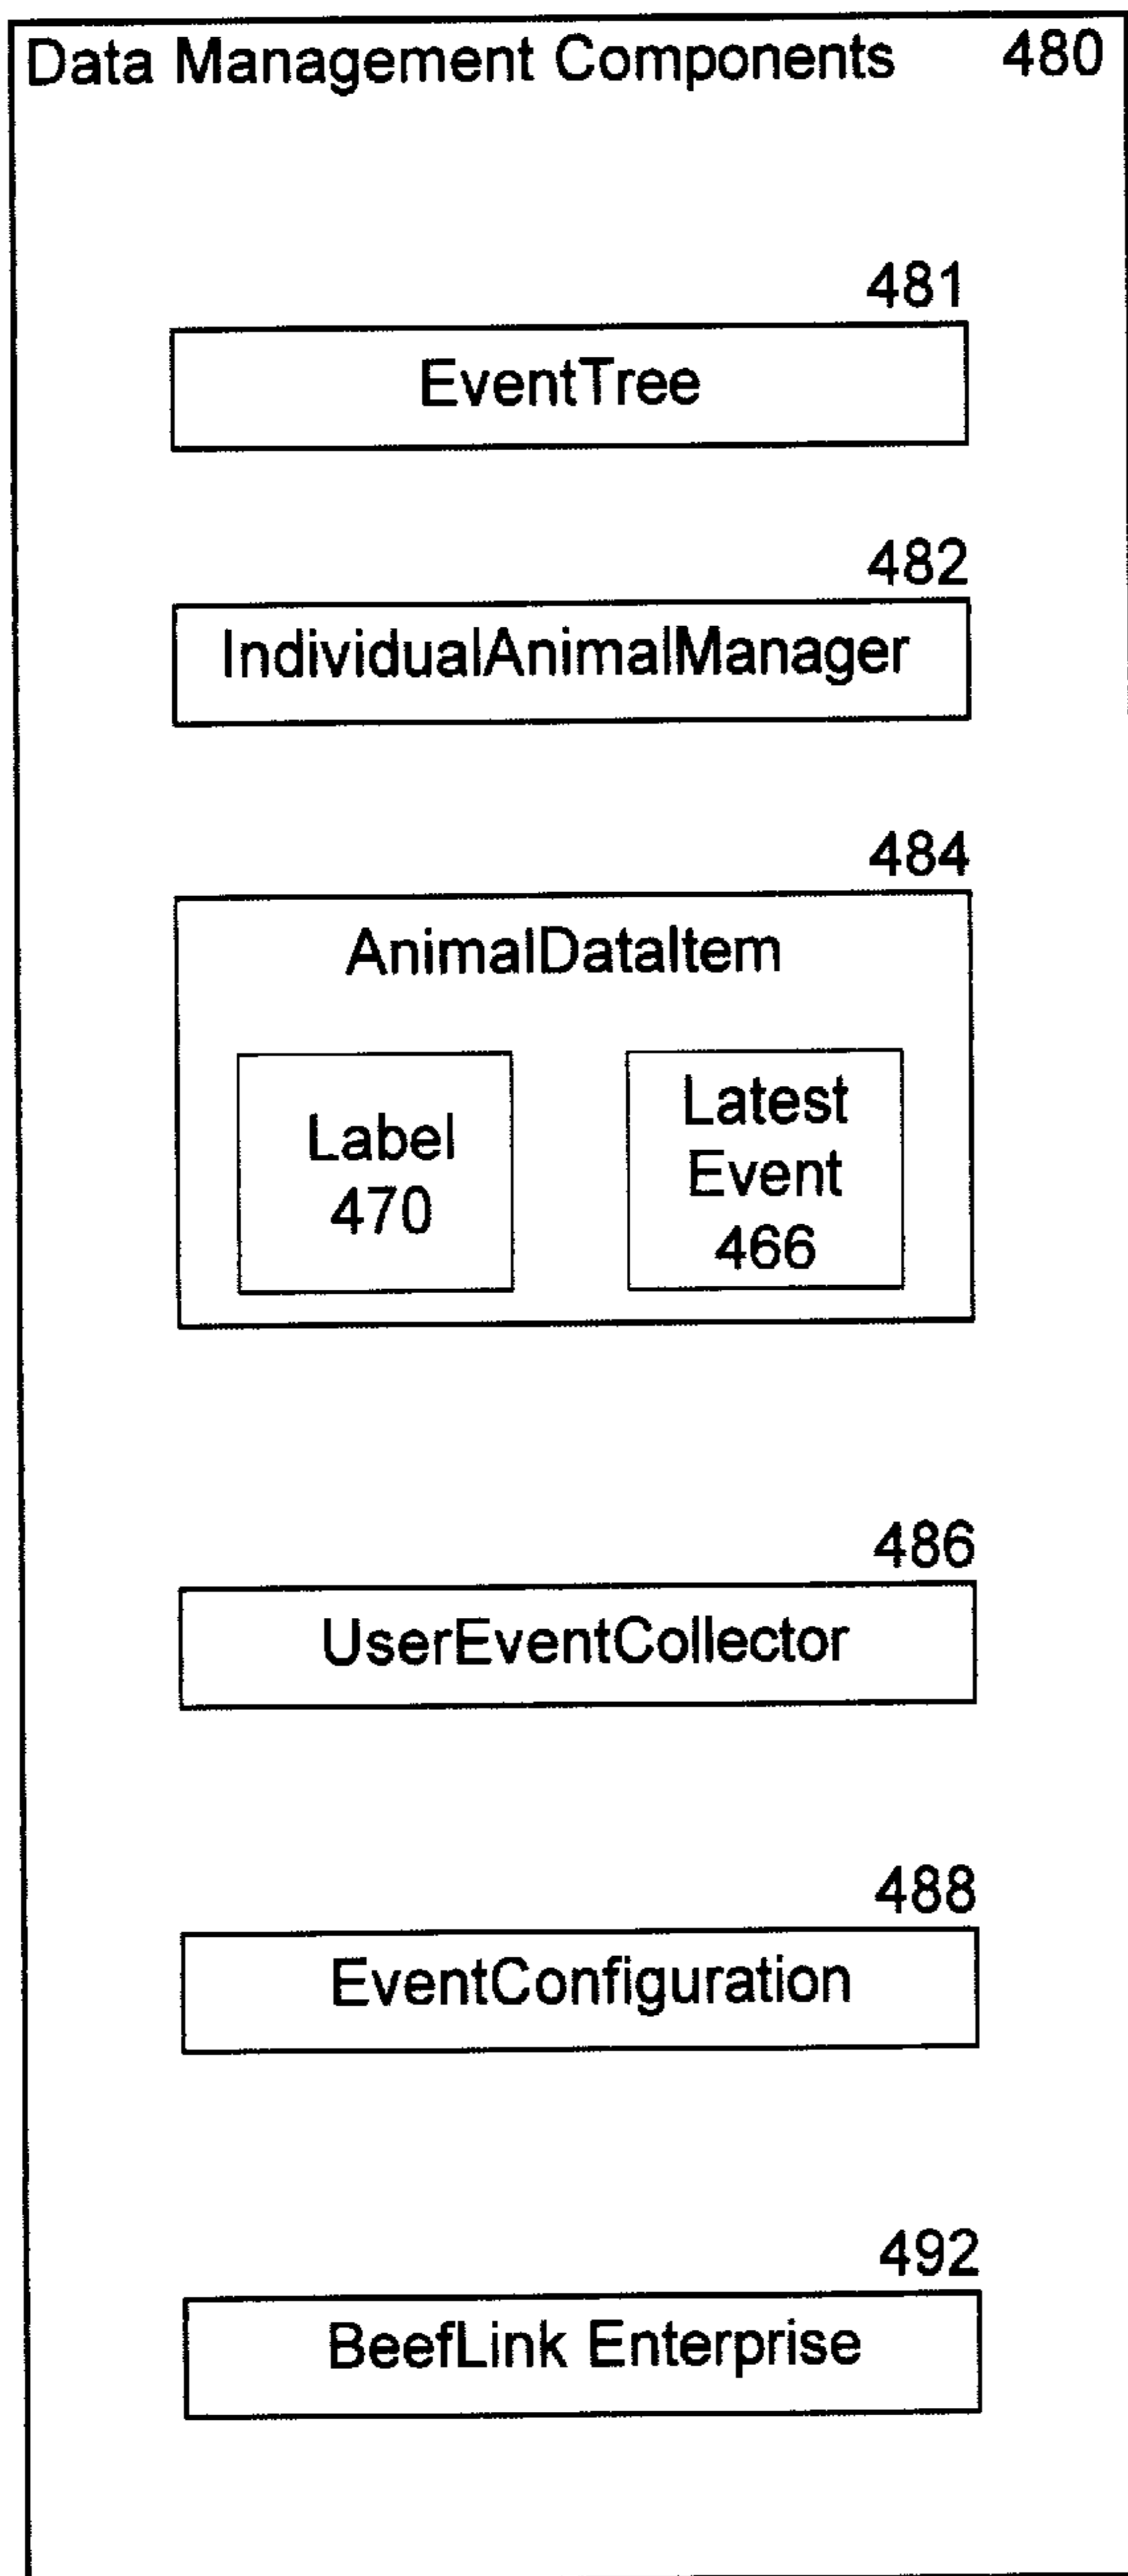 Data Management Components 480
481
EventTree
482
IndividualAnimalManager
484
AnimalDataItem
Label
470
Latest
Event
466
486
UserEventCollector
488
EventConfiguration
492
BeefLink Enterprise